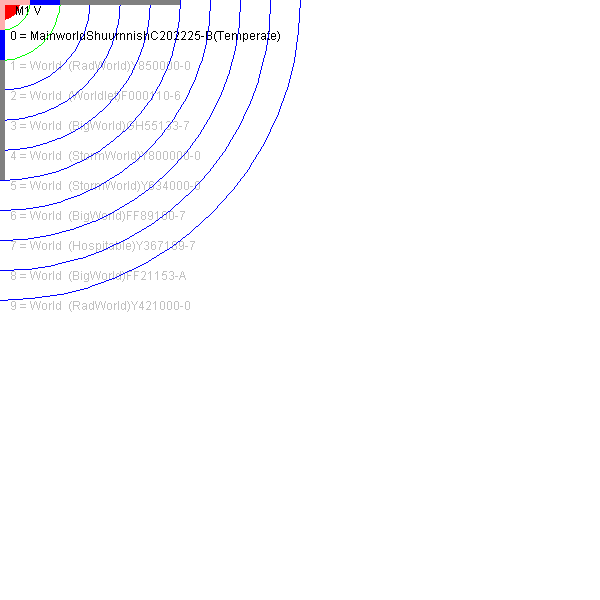 M1 V
0 = MainworldShuurnnishC202225-B(Temperate)
1 = World (RadWorld)Y850000-0
2 = World (Worldlet)F000110-6
3 = World (BigWorld)GH55133-7
4 = World (StormWorld)Y800000-0
5 = World (StormWorld)Y634000-0
6 = World (BigWorld)FF89160-7
7 = World (Hospitable)Y367169-7
8 = World (BigWorld)FF21153-A
9 = World (RadWorld)Y421000-0